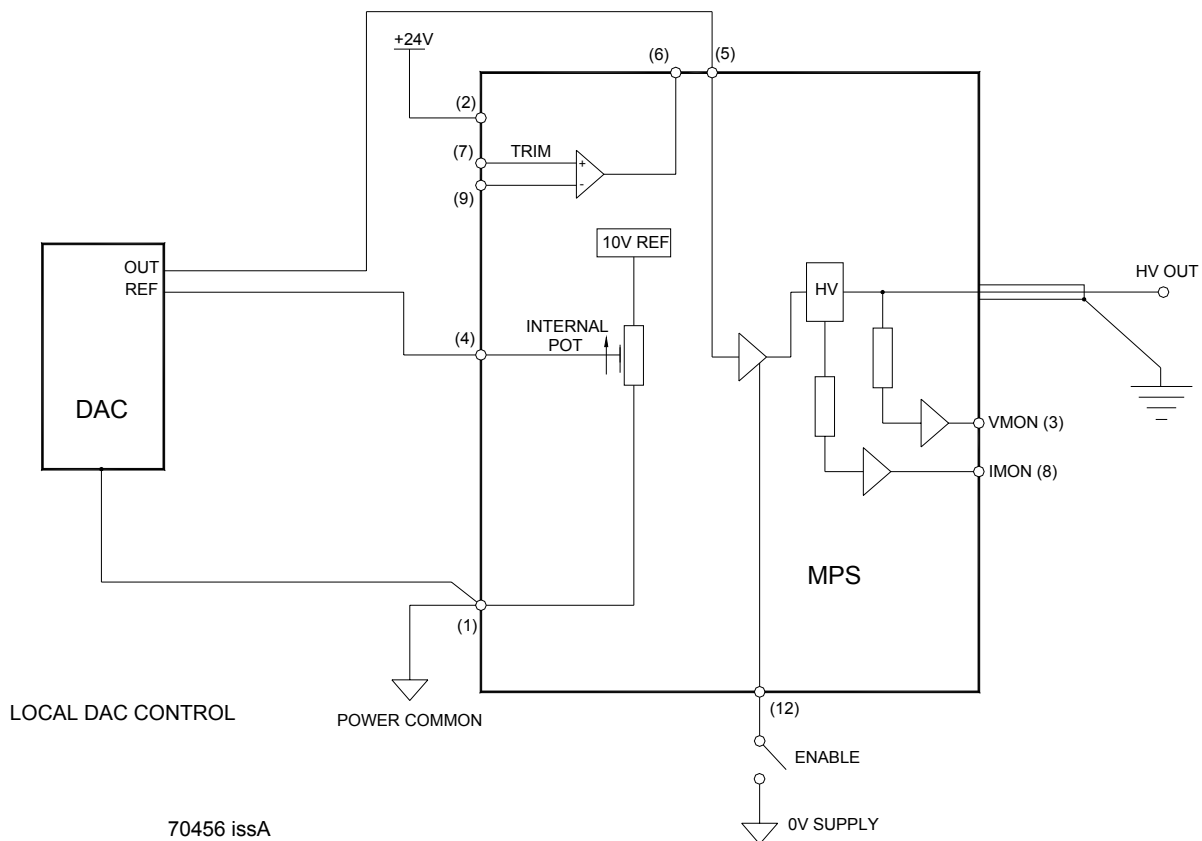 +24V
(6)
(5)
(2)
(7)
TRIM
+
(9)
-
10V REF
OUT
REF
HV
HV OUT
INTERNAL
POT
(4)
DAC
VMON (3)
IMON (8)
MPS
(1)
LOCAL DAC CONTROL
POWER COMMON
(12)
ENABLE
0V SUPPLY
70456 issA